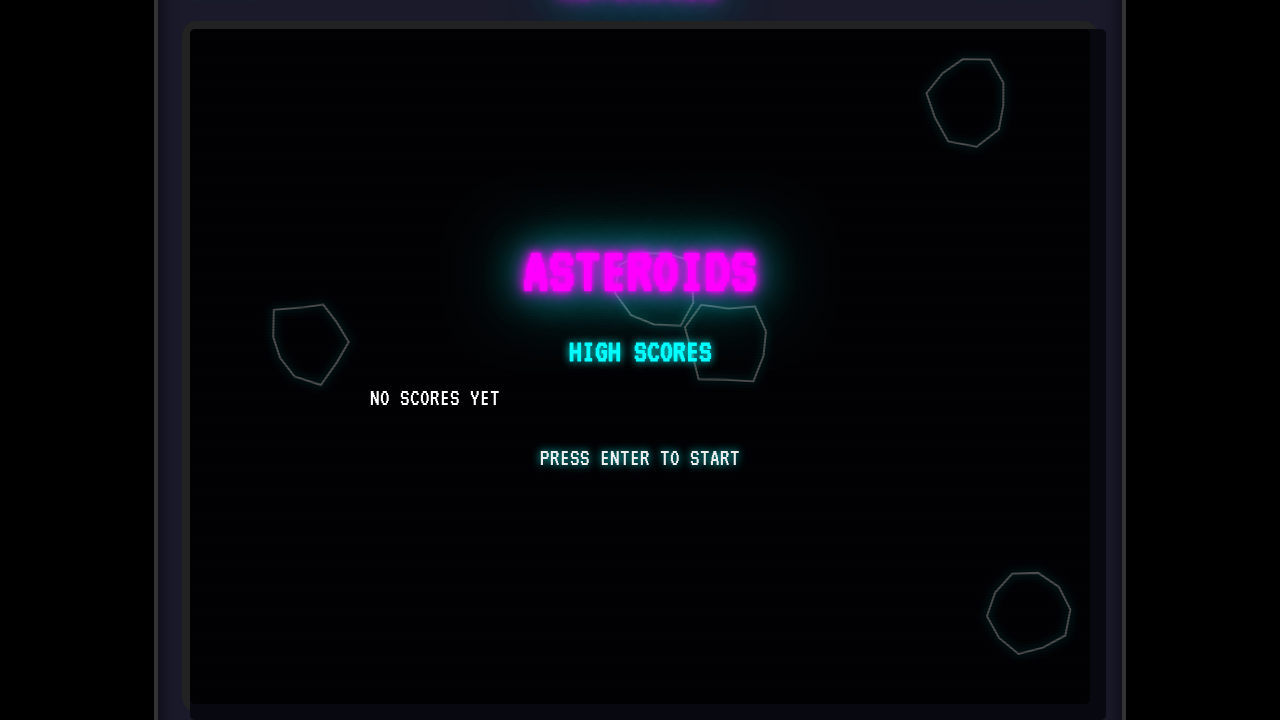 ASTEROIDS
HIGH SCORES
NO SCORES YET
PRESS ENTER TO START